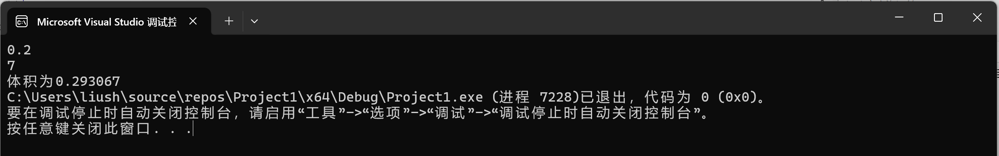 Microsoft Visual Studio 调试控
0.2
7
体积为0.293067
C:\Users\liush\source\repos\Project1\x64\Debug\Project1.exe (进程 7228)已退出，代码为 0 (0x0)。
要在调试停止时自动关闭控制台，请启用“工具”->“选项”->“调试”->“调试停止时自动关闭控制台”。
按任意键关闭此窗口. . .